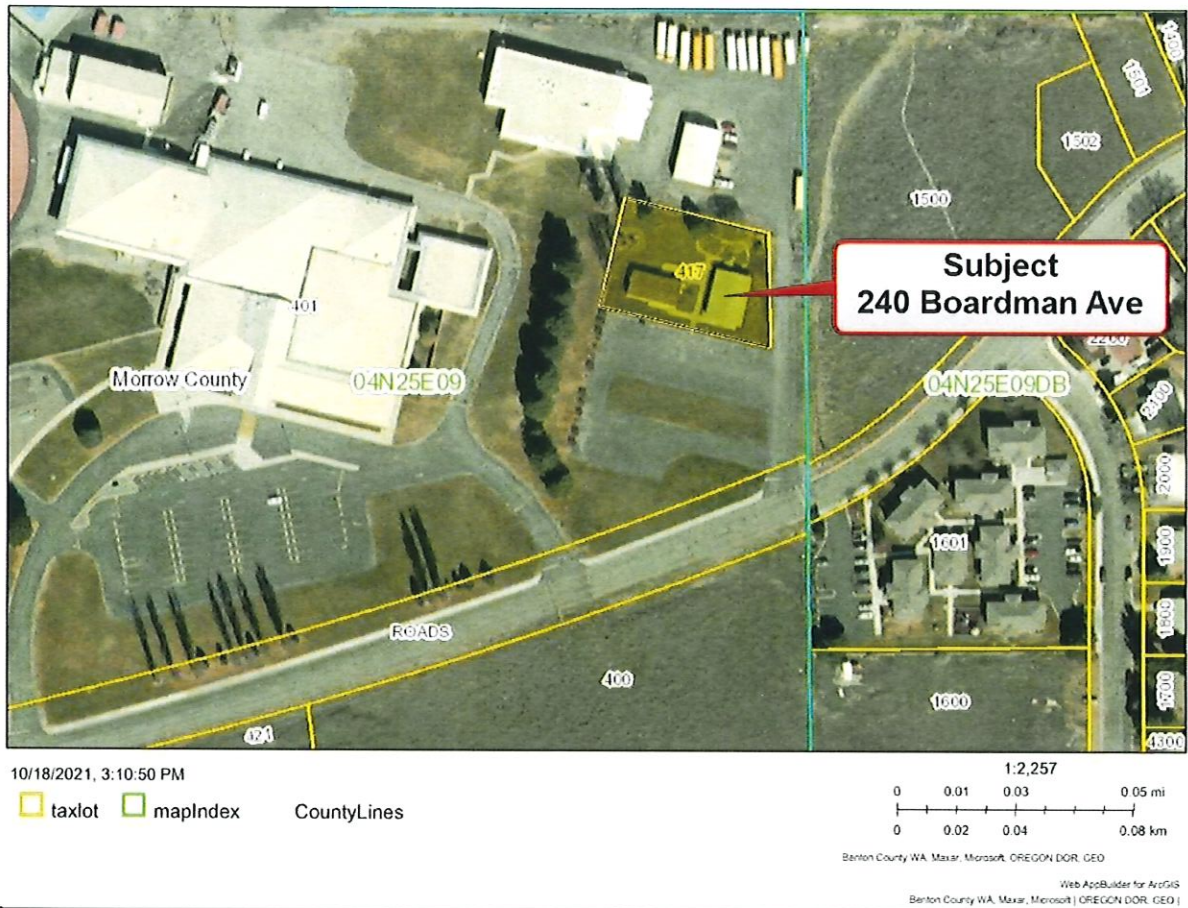 1501
1502
1500
417
Subject
240 Boardman Ave
401
Morrow County
04N25E09
04N25E09DB
2200
2100
2000
1601
1900
1800
ROADS
400
1700
1600
421
4300
10/18/2021, 3:10:50 PM
1:2,257
0 0.01 0.03 0.05 mi
0 0.02 0.04 0.08 km
taxlot mapIndex CountyLines
Benton County WA, Maxar, Microsoft, OREGON DOR, GEO
Web AppBuilder for ArcGIS
Benton County WA, Maxar, Microsoft | OREGON DOR, GEO |